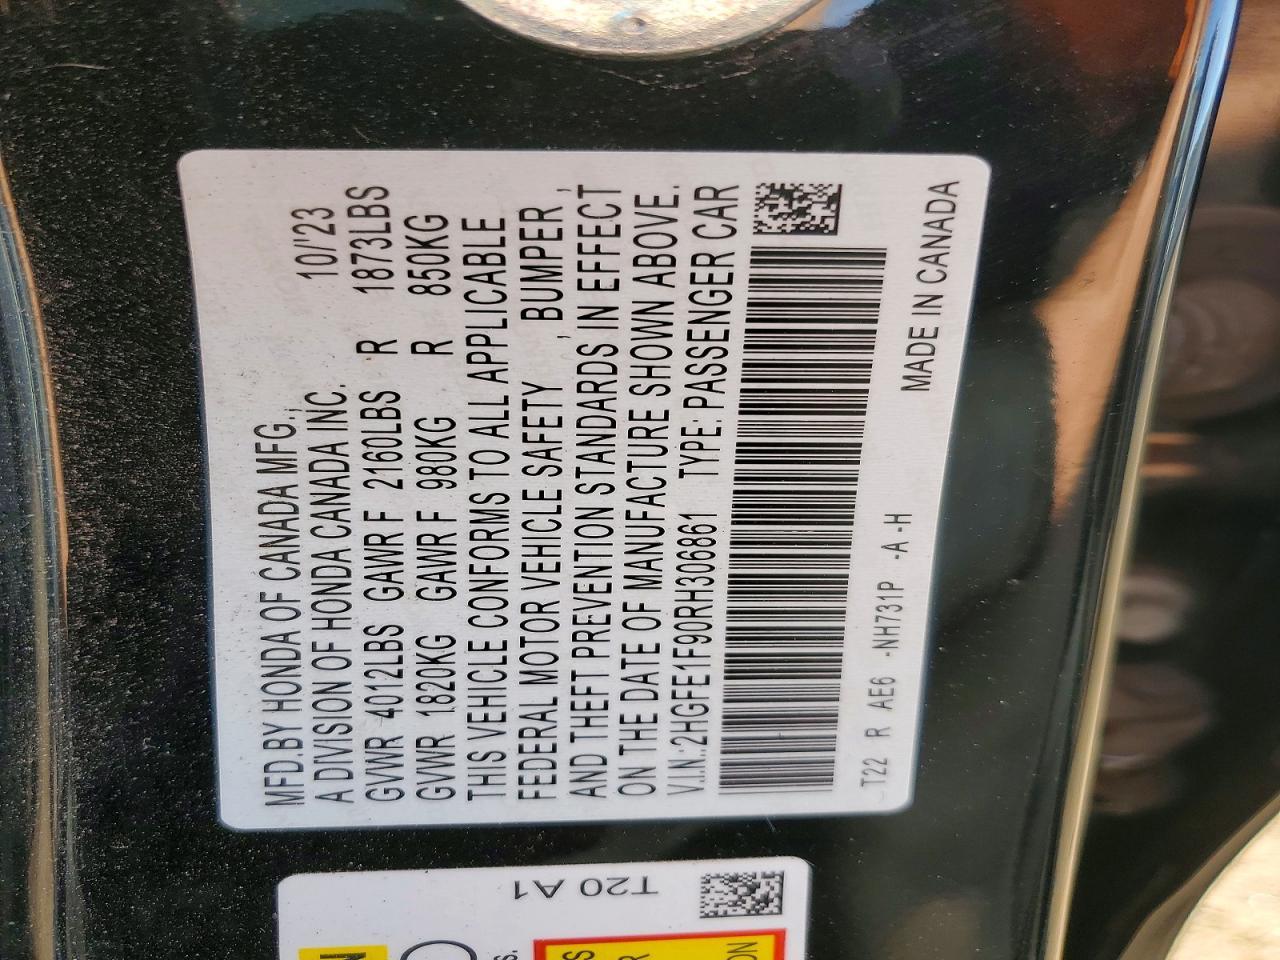 MFD.BY HONDA OF CANADA MFG.,
A DIVISION OF HONDA CANADA INC. 10/'23
GVWR 4012LBS GAWR F 2160LBS R 1873LBS
GVWR 1820KG GAWR F 980KG R 850KG
THIS VEHICLE CONFORMS TO ALL APPLICABLE
FEDERAL MOTOR VEHICLE SAFETY , BUMPER,
AND THEFT PREVENTION STANDARDS IN EFFECT
ON THE DATE OF MANUFACTURE SHOWN ABOVE.
V.I.N.:2HGFE1F90RH306861 TYPE: PASSENGER CAR
T22 R AE6 -NH731P -A -H MADE IN CANADA
T20 A1